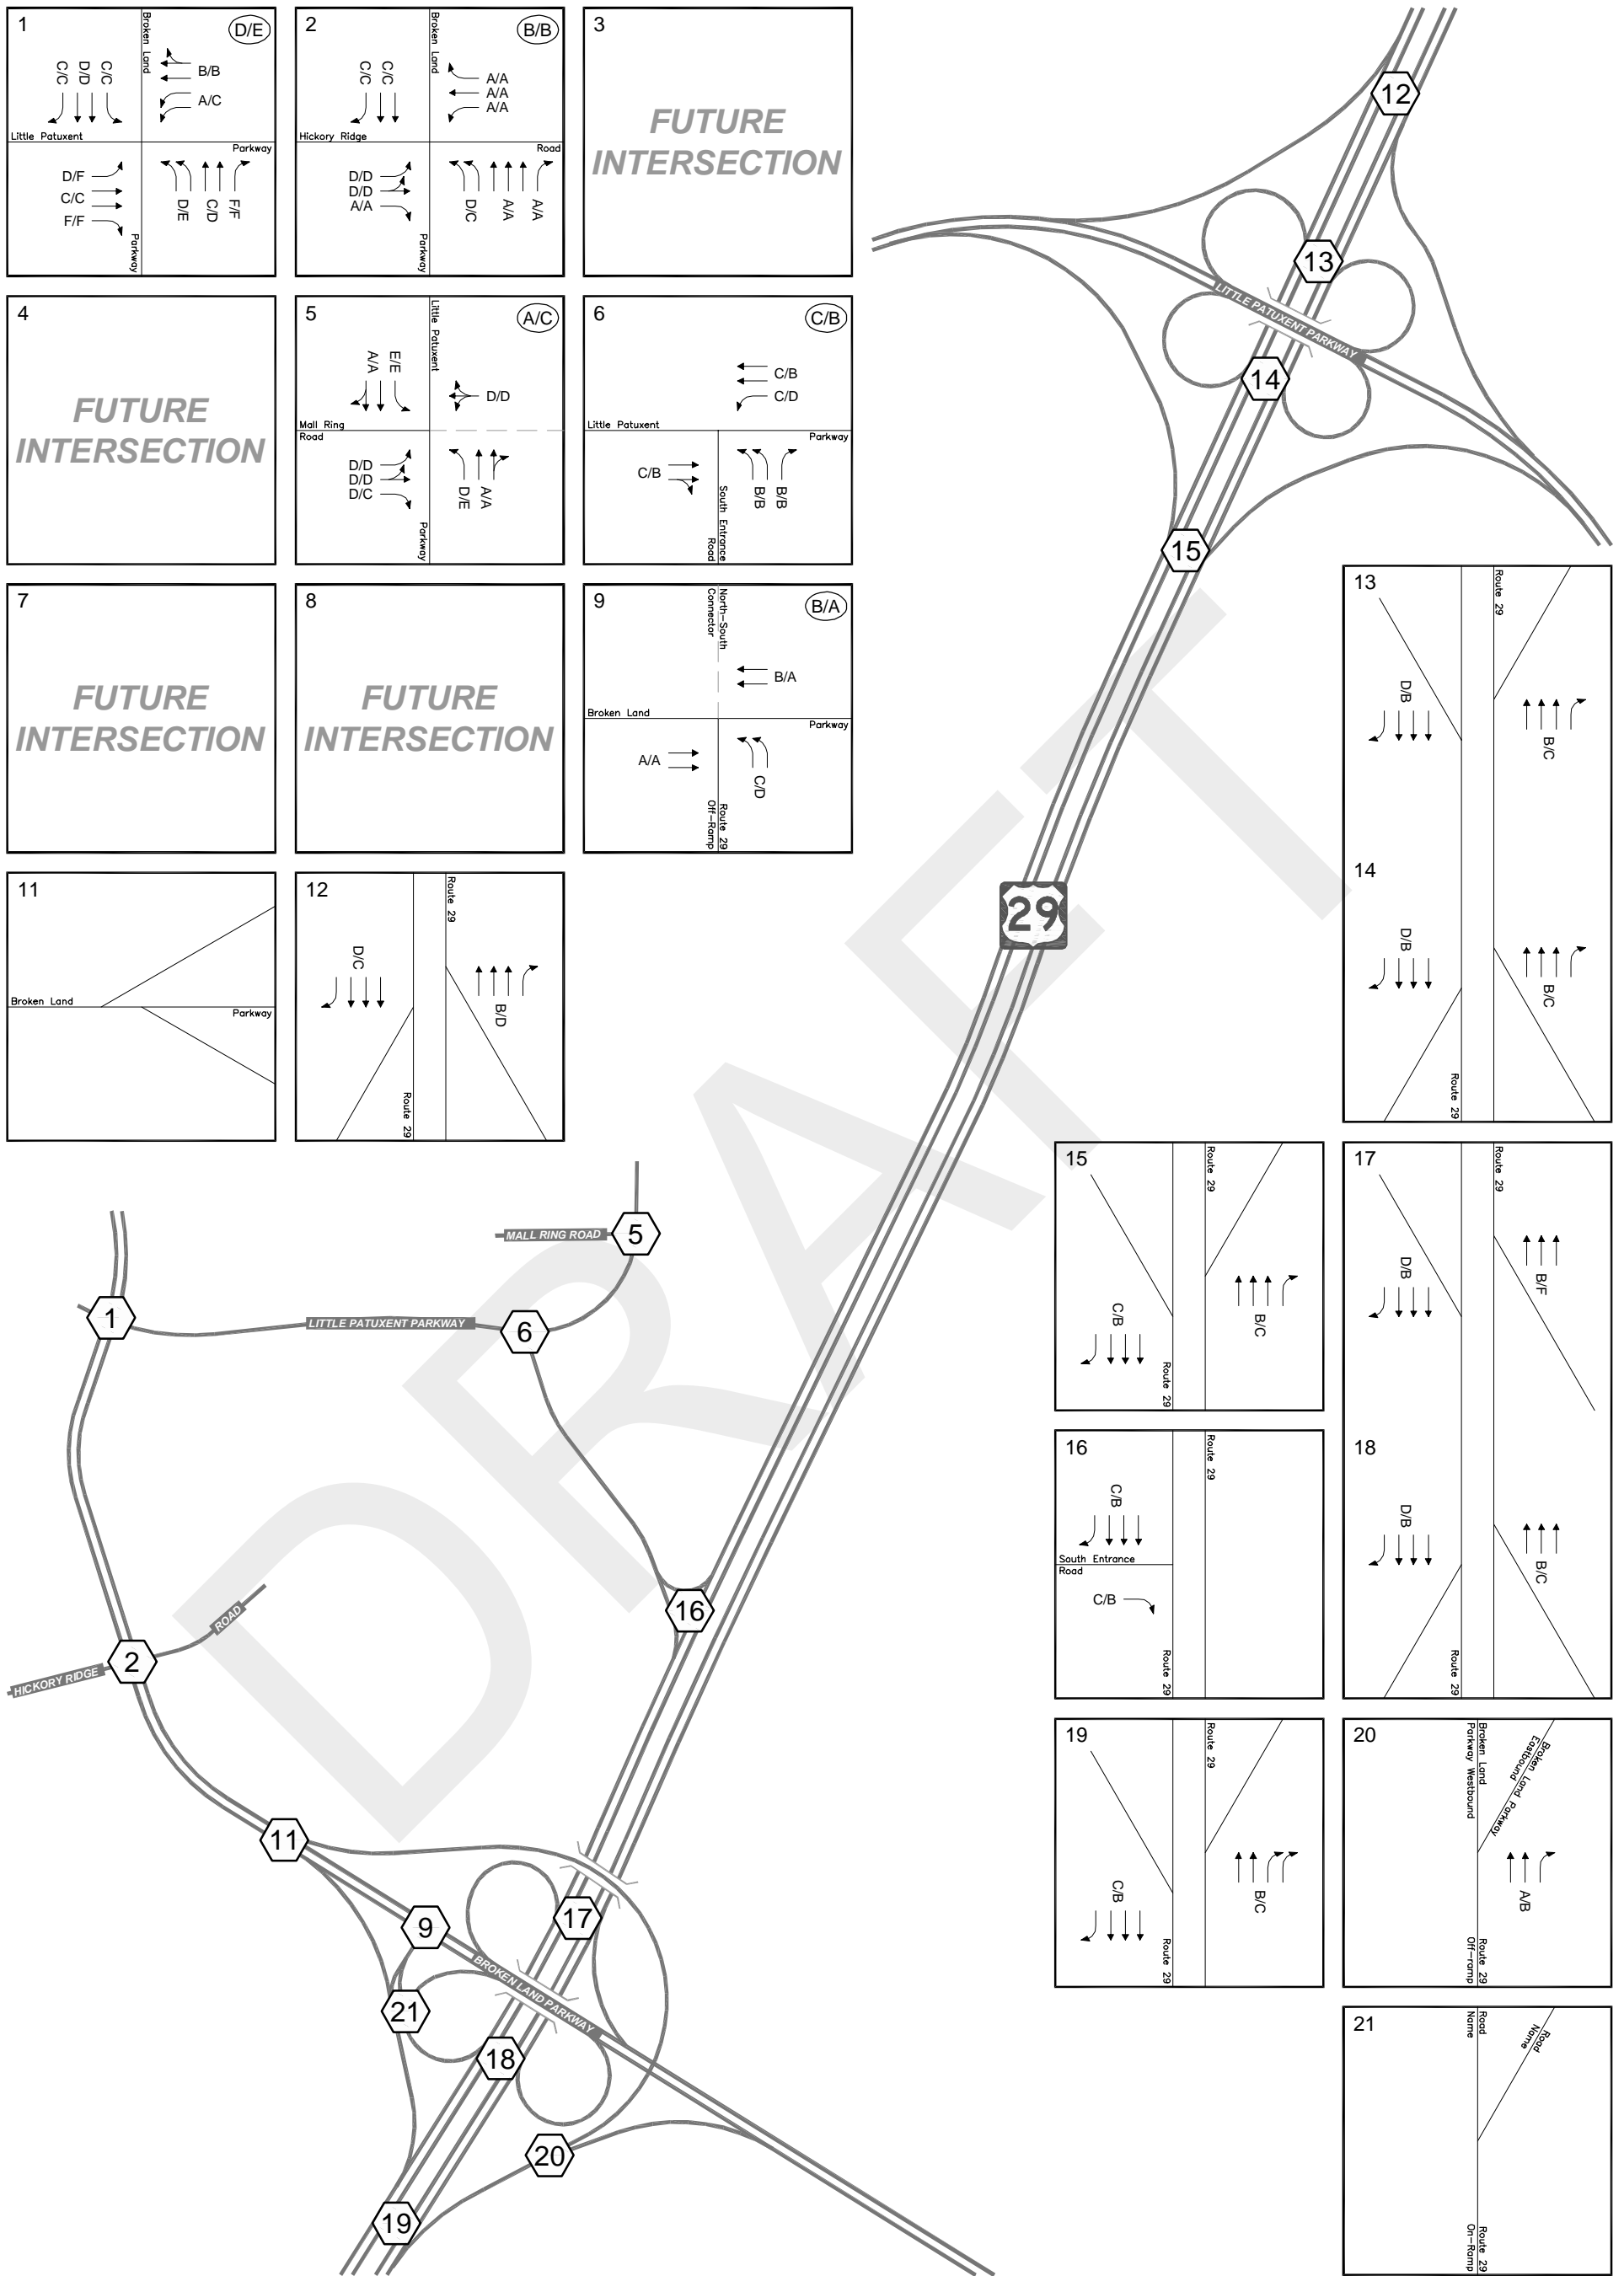 1
D/E
Broken Land
C/C
D/D
C/C
B/B
A/C
Little Patuxent
Parkway
D/F
C/C
F/F
D/E
C/D
F/F
Parkway
2
B/B
Broken Land
C/C
C/C
A/A
A/A
A/A
Hickory Ridge
Road
D/D
D/D
A/A
D/C
A/A
A/A
Parkway
3
FUTURE
INTERSECTION
4
FUTURE
INTERSECTION
5
A/C
Little Patuxent
A/A
E/E
D/D
Mall Ring
Road
D/D
D/D
D/C
D/E
A/A
Parkway
6
C/B
C/B
C/D
Little Patuxent
Parkway
C/B
B/B
B/B
South Entrance
Road
7
FUTURE
INTERSECTION
8
FUTURE
INTERSECTION
9
B/A
North-South
Connector
B/A
Broken Land
Parkway
A/A
C/D
Route 29
Off-Ramp
11
Broken Land
Parkway
12
Route 29
D/C
B/D
Route 29
12
13
LITTLE PATUXENT PARKWAY
14
15
29
13
Route 29
D/B
B/C
14
D/B
B/C
Route 29
15
Route 29
C/B
B/C
Route 29
17
Route 29
D/B
B/F
18
D/B
B/C
Route 29
16
Route 29
C/B
South Entrance
Road
C/B
Route 29
19
Route 29
C/B
B/C
Route 29
20
Broken Land
Parkway Westbound
Broken Land Parkway
Eastbound
A/B
Route 29
Off-ramp
21
Road
Name
Road
Name
Route 29
On-Ramp
MALL RING ROAD
5
1
LITTLE PATUXENT PARKWAY
6
16
ROAD
2
HICKORY RIDGE
11
9
17
BROKEN LAND PARKWAY
21
18
20
19
DRAFT